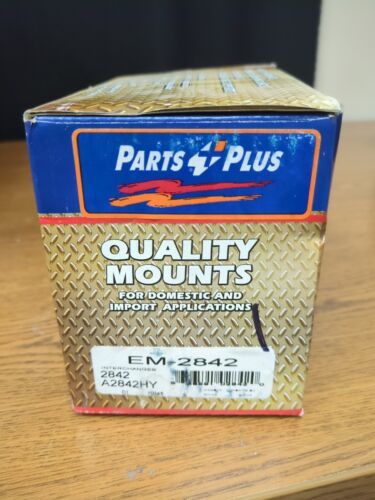 PARTS PLUS
QUALITY
MOUNTS
FOR DOMESTIC AND
IMPORT APPLICATIONS
EM-2842
INTERCHANGES
2842
A2842HY